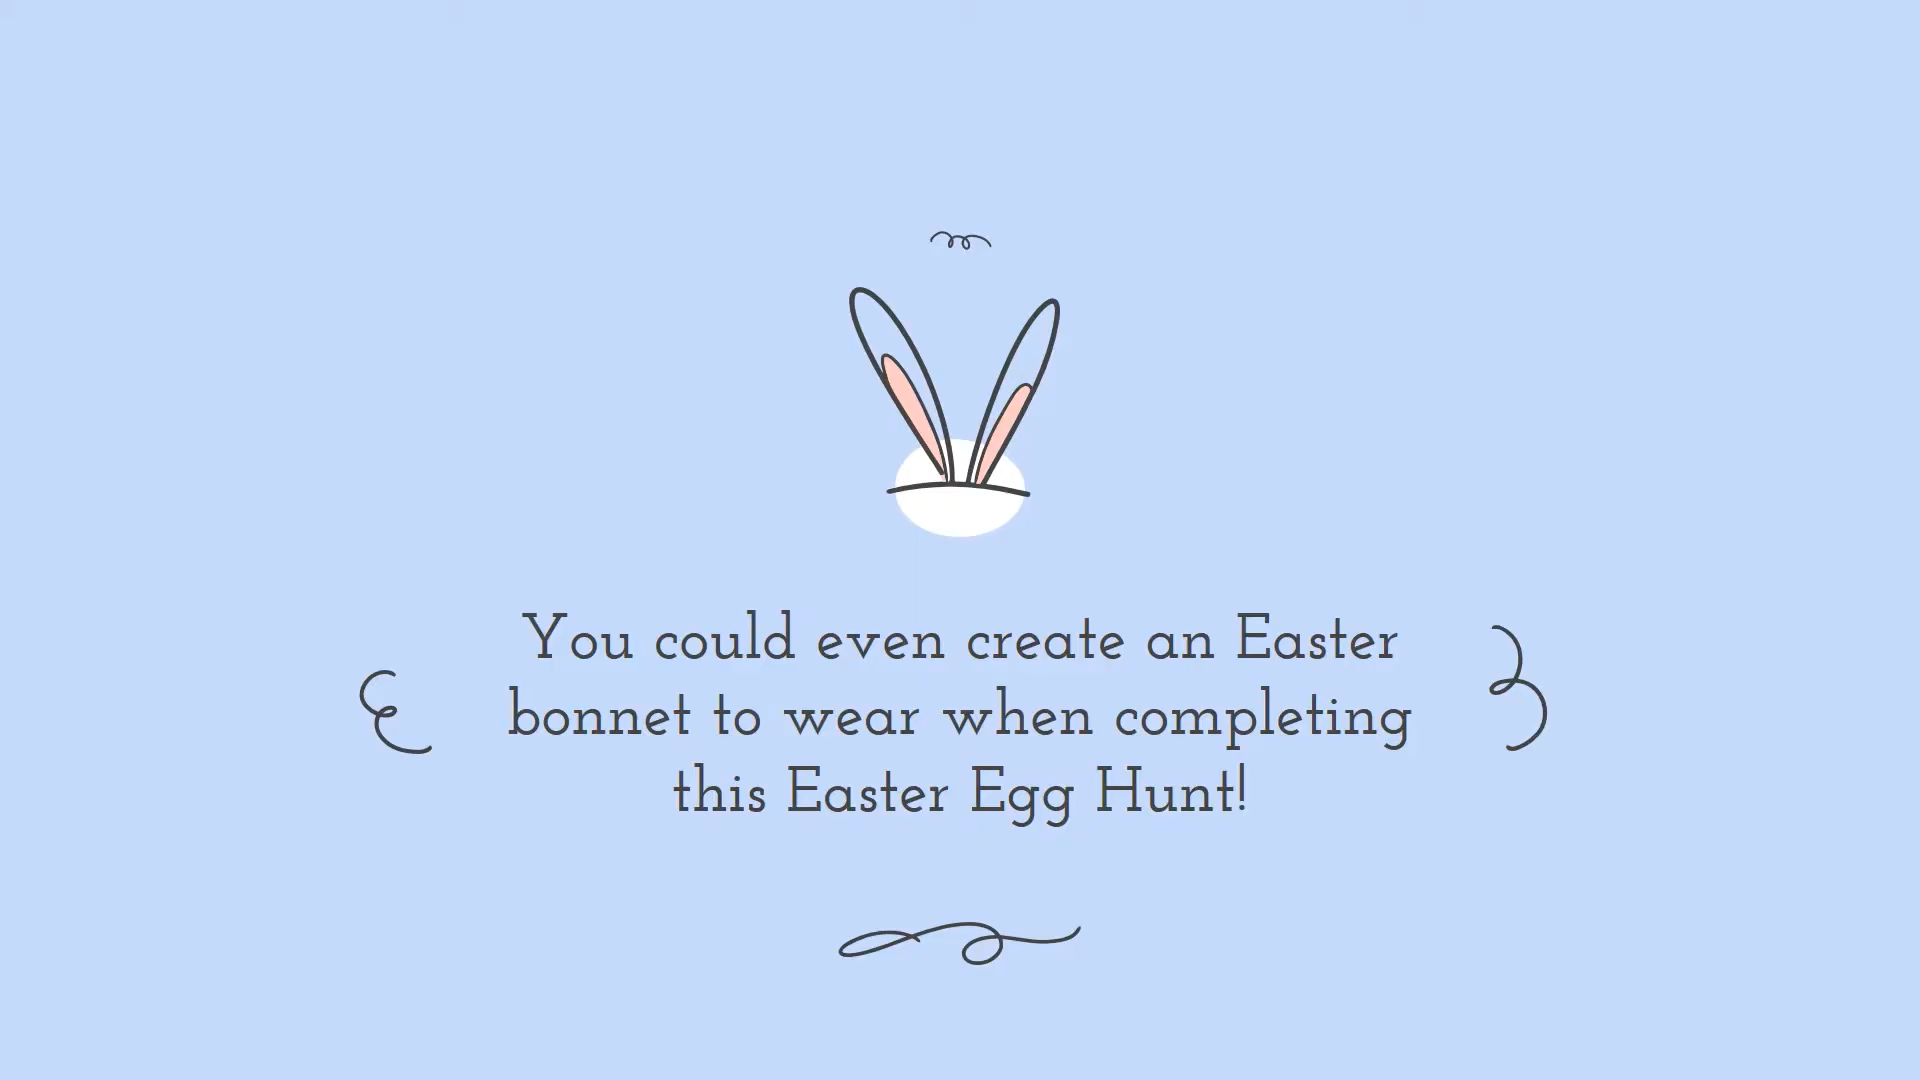 You could even create an Easter
bonnet to wear when completing
this Easter Egg Hunt!